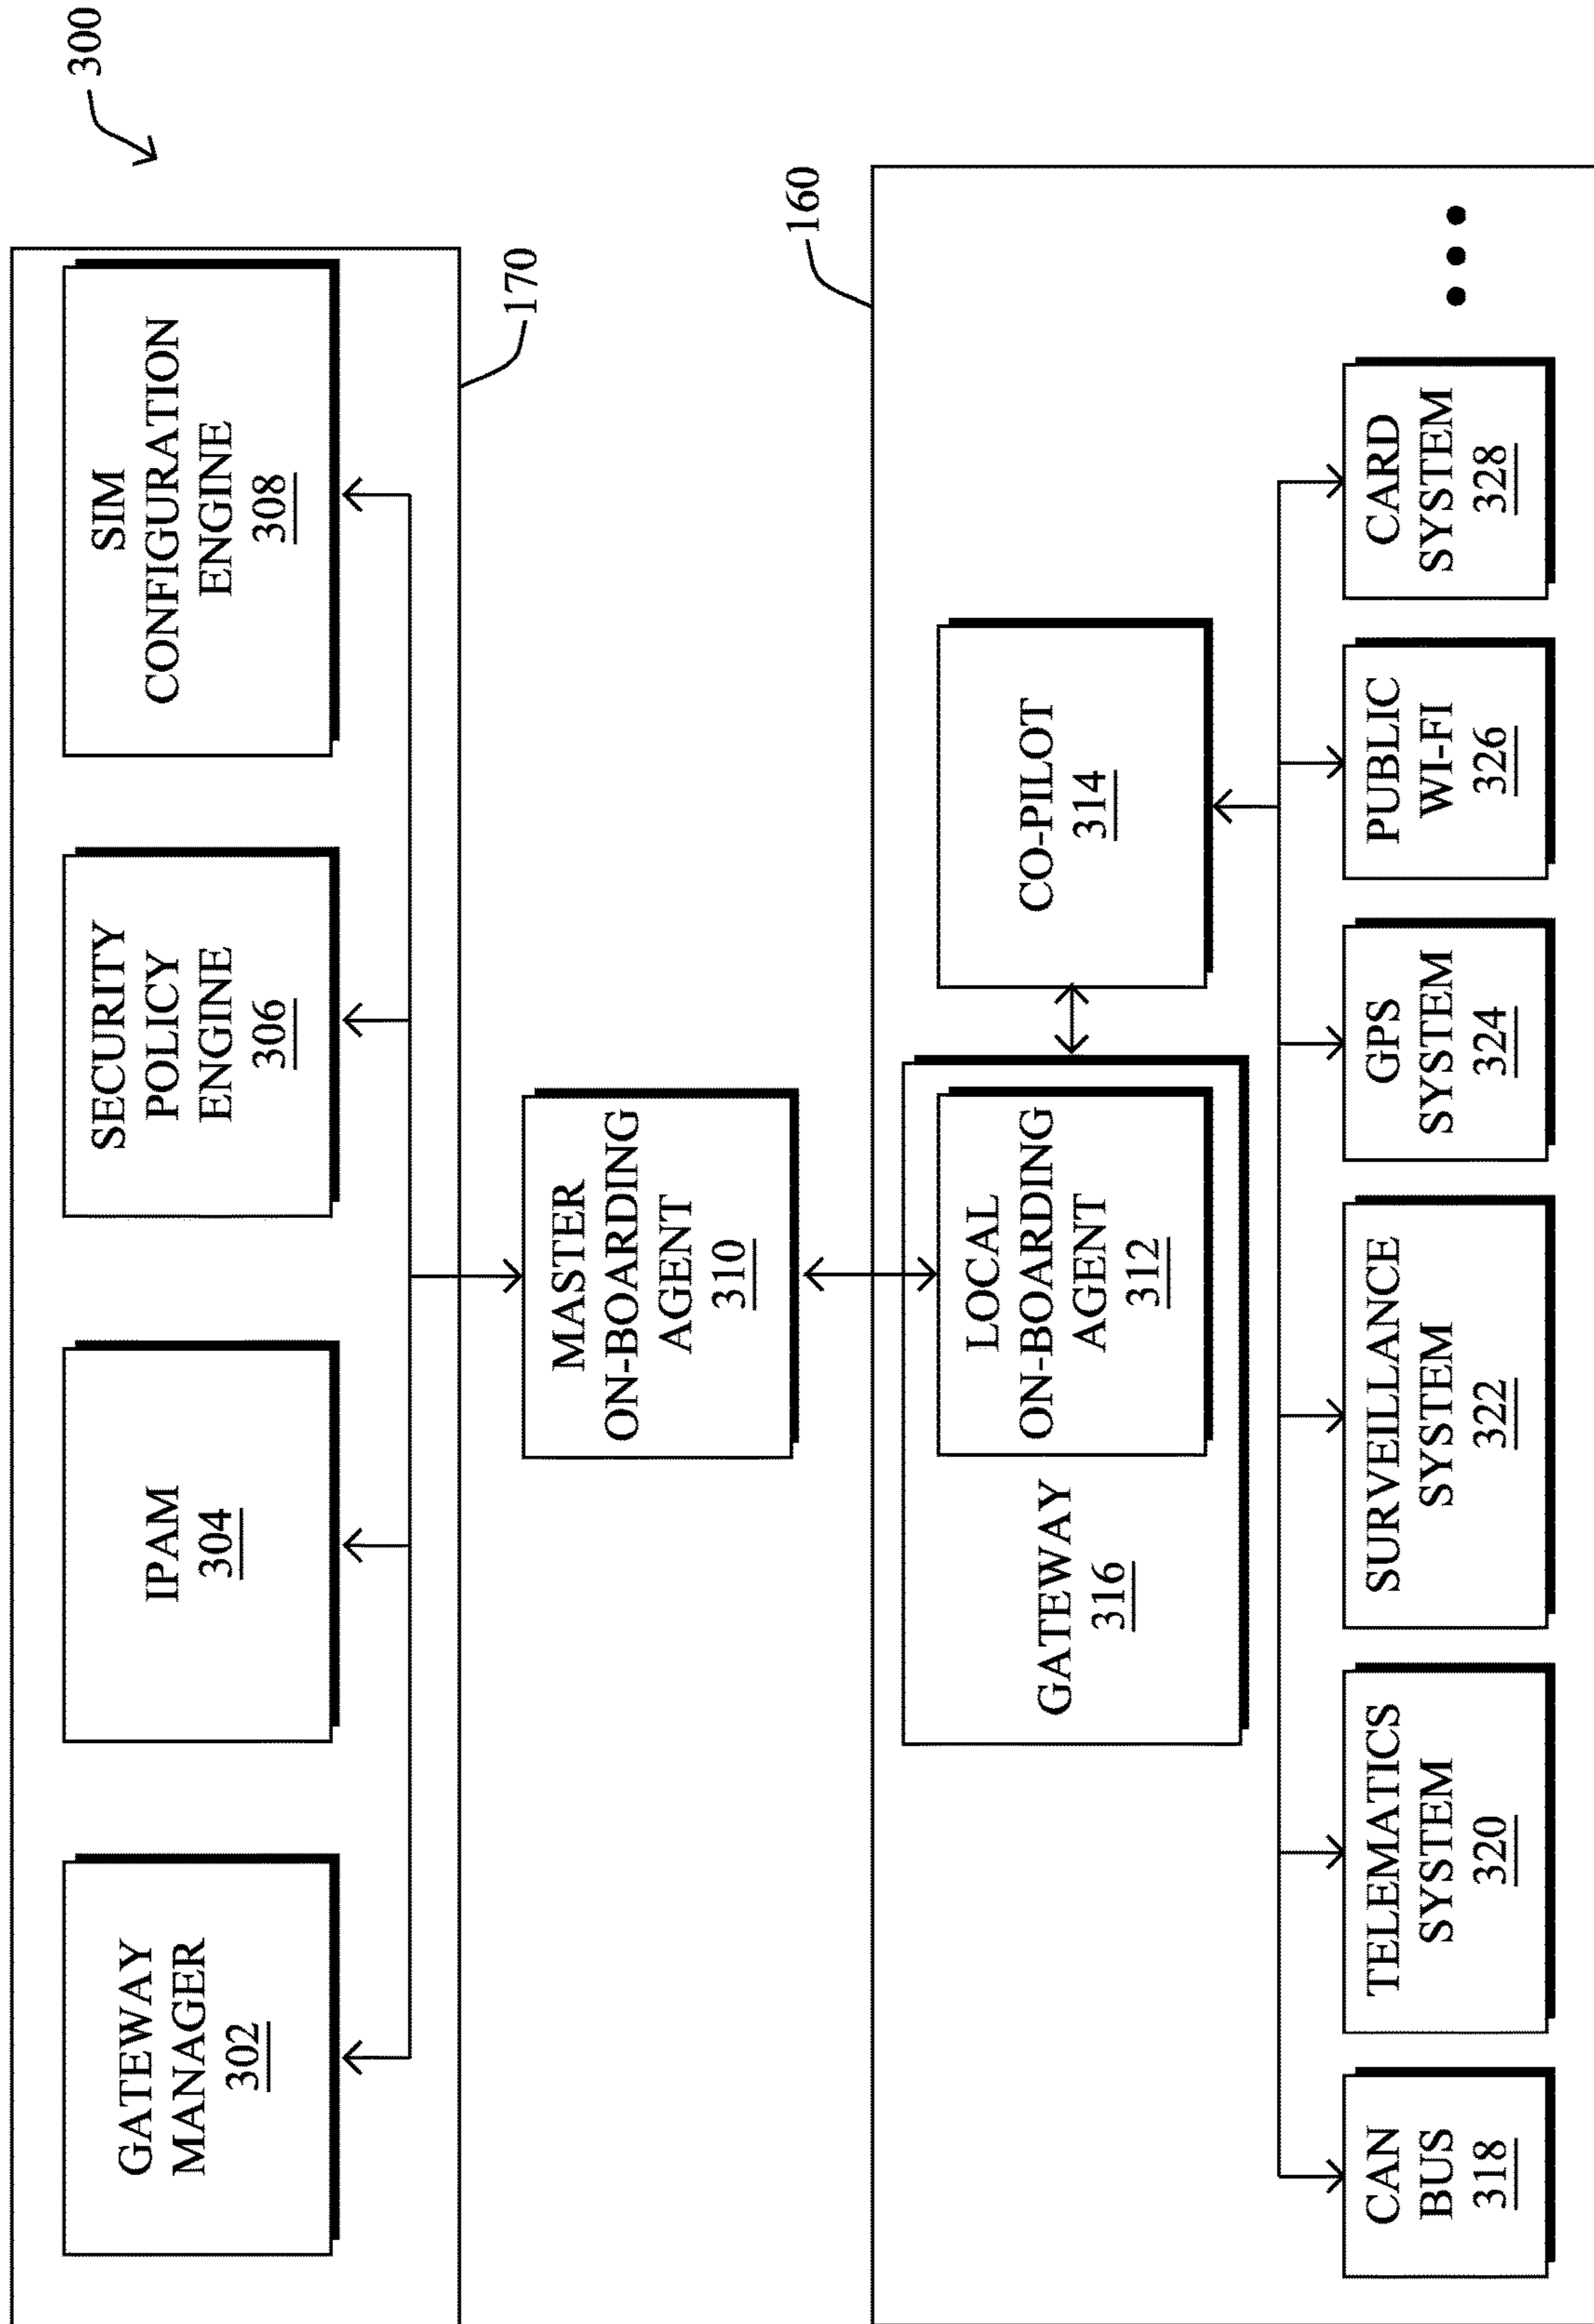 300
GATEWAY
MANAGER
302
IPAM
304
SECURITY
POLICY
ENGINE
306
SIM
CONFIGURATION
ENGINE
308
170
MASTER
ON-BOARDING
AGENT
310
160
GATEWAY
316
LOCAL
ON-BOARDING
AGENT
312
CO-PILOT
314
CAN
BUS
318
TELEMATICS
SYSTEM
320
SURVEILLANCE
SYSTEM
322
GPS
SYSTEM
324
PUBLIC
WI-FI
326
CARD
SYSTEM
328